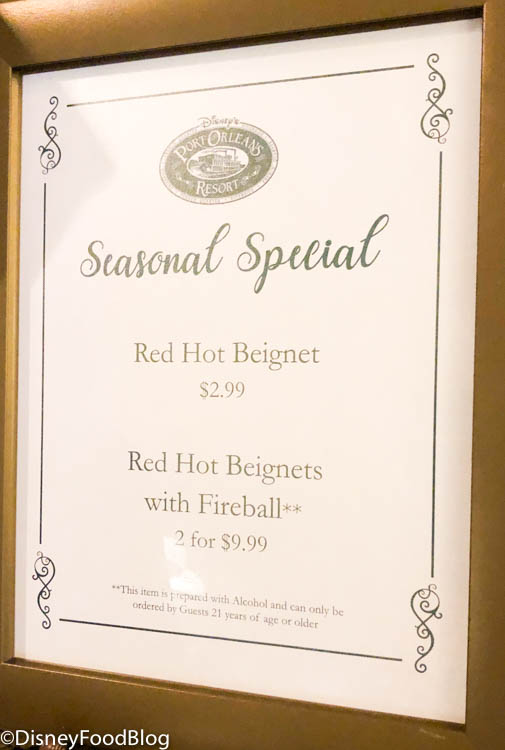 Disney's
PORT ORLEANS
RESORT
Seasonal Special
Red Hot Beignet
$2.99
Red Hot Beignets
with Fireball**
2 for $9.99
**This item is prepared with Alcohol and can only be
ordered by Guests 21 years of age or older
©DisneyFoodBlog